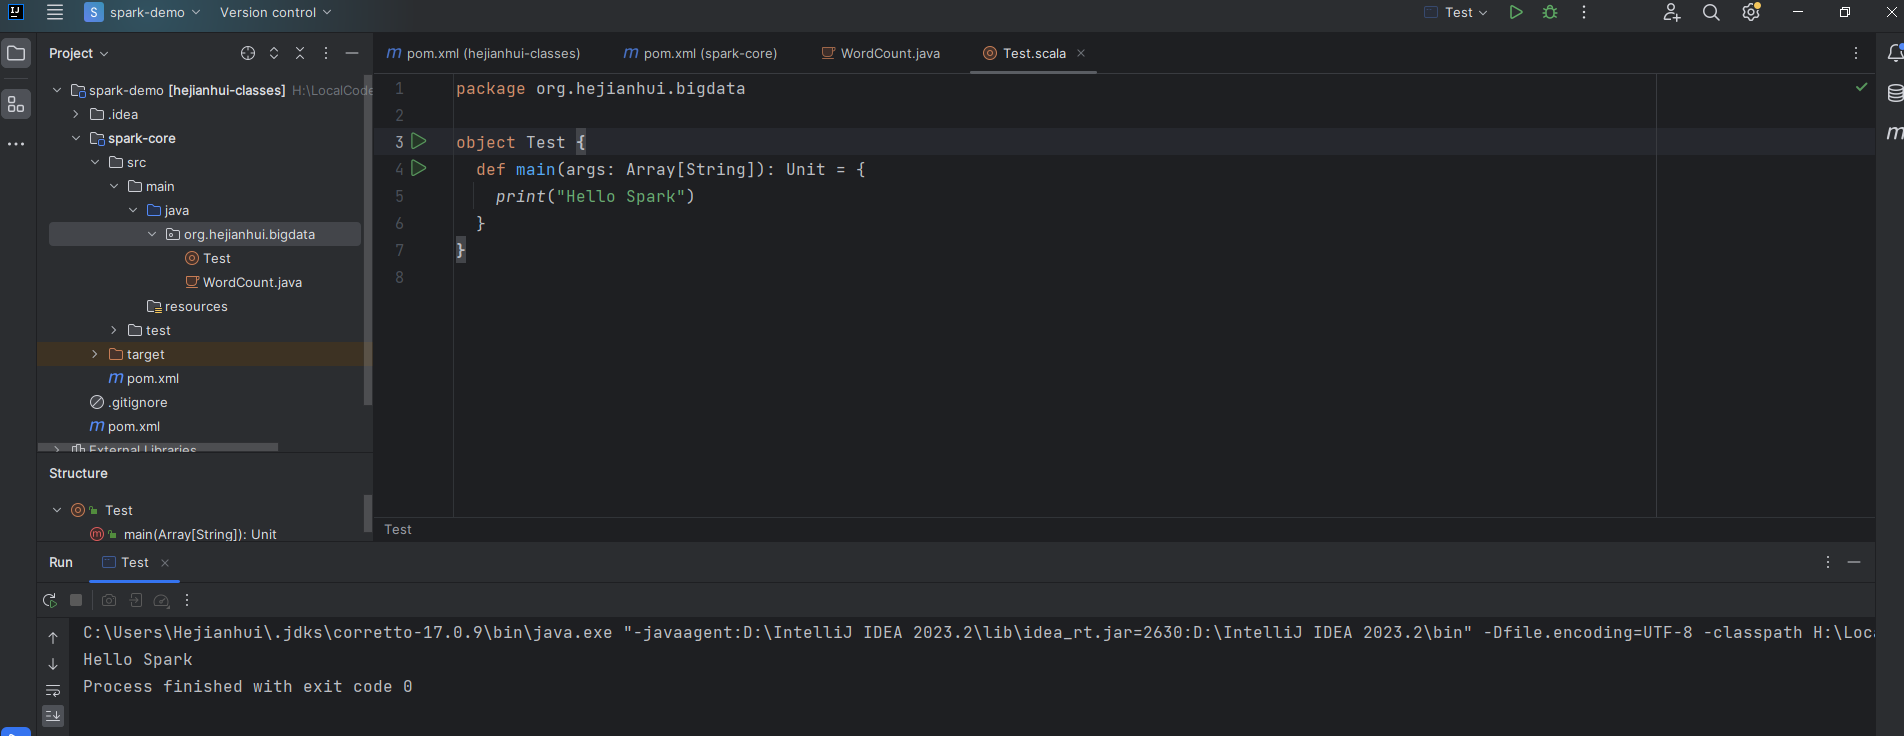 IJ
S spark-demo Version control Test
Project
spark-demo [hejianhui-classes] H:\LocalCode
.idea
spark-core
src
main
java
org.hejianhui.bigdata
Test
WordCount.java
resources
test
target
m pom.xml
.gitignore
m pom.xml
External Libraries
Structure
Test
m main(Array[String]): Unit
m pom.xml (hejianhui-classes) m pom.xml (spark-core) WordCount.java Test.scala
1 package org.hejianhui.bigdata
2
3 object Test {
4 def main(args: Array[String]): Unit = {
5 print("Hello Spark")
6 }
7 }
8
Test
m
Run Test
C:\Users\Hejianhui\.jdks\corretto-17.0.9\bin\java.exe "-javaagent:D:\IntelliJ IDEA 2023.2\lib\idea_rt.jar=2630:D:\IntelliJ IDEA 2023.2\bin" -Dfile.encoding=UTF-8 -classpath H:\Loca
Hello Spark
Process finished with exit code 0